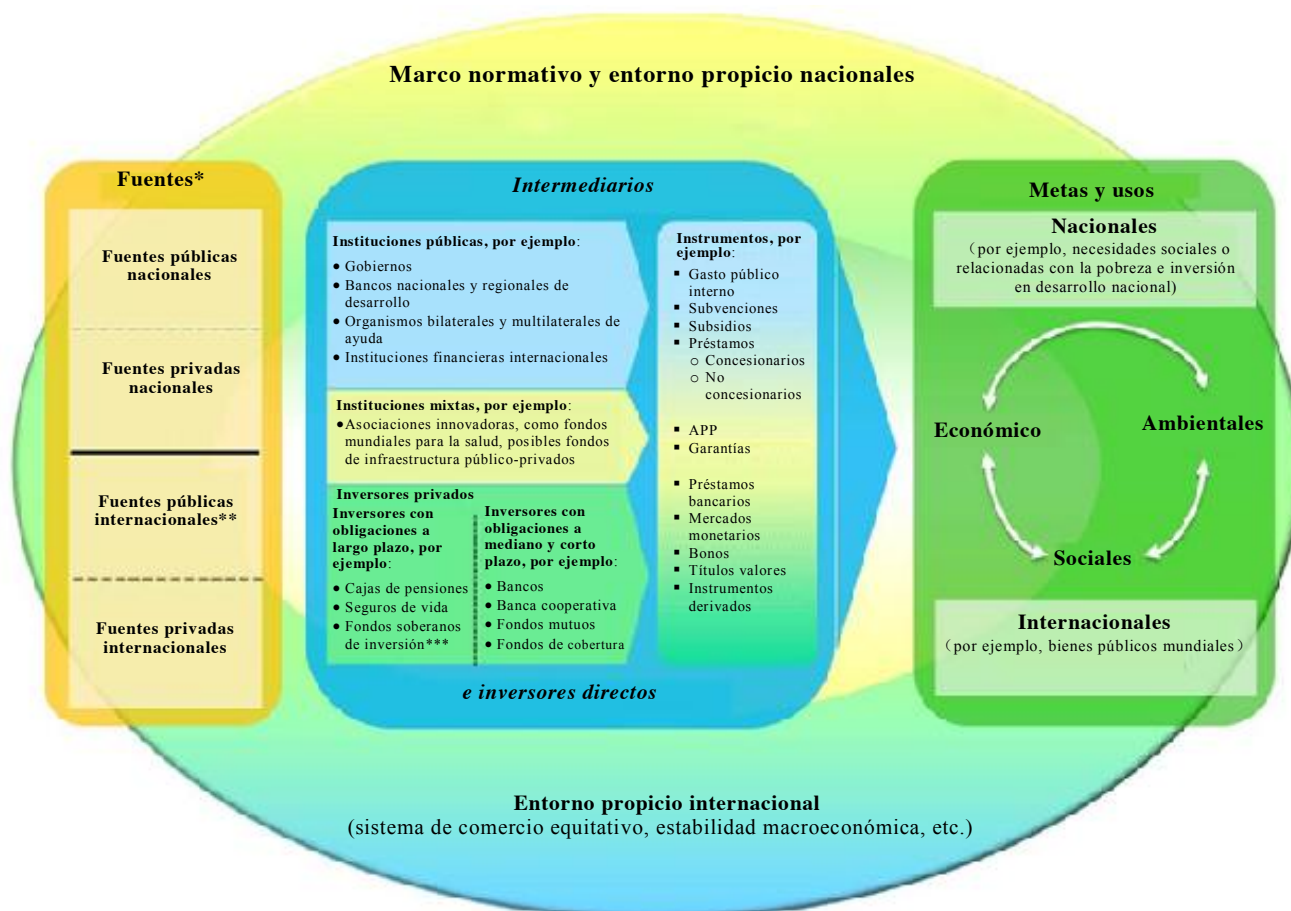 Marco normativo y entorno propicio nacionales
Fuentes*
Fuentes públicas
nacionales
Fuentes privadas
nacionales
Fuentes públicas
internacionales**
Fuentes privadas
internacionales
Intermediarios
Instituciones públicas, por ejemplo:
● Gobiernos
● Bancos nacionales y regionales de
desarrollo
● Organismos bilaterales y multilaterales de
ayuda
● Instituciones financieras internacionales
Instituciones mixtas, por ejemplo:
● Asociaciones innovadoras, como fondos
mundiales para la salud, posibles fondos
de infraestructura público-privados
Inversores privados
Inversores con
obligaciones a
largo plazo, por
ejemplo:
● Cajas de pensiones
● Seguros de vida
● Fondos soberanos
de inversión***
Inversores con
obligaciones a
mediano y corto
plazo, por ejemplo:
● Bancos
● Banca cooperativa
● Fondos mutuos
● Fondos de cobertura
Instrumentos, por
ejemplo:
▪ Gasto público
interno
▪ Subvenciones
▪ Subsidios
▪ Préstamos
o Concesionarios
o No
concesionarios
▪ APP
▪ Garantías
▪ Préstamos
bancarios
▪ Mercados
monetarios
▪ Bonos
▪ Títulos valores
▪ Instrumentos
derivados
e inversores directos
Metas y usos
Nacionales
(por ejemplo, necesidades sociales o
relacionadas con la pobreza e inversión
en desarrollo nacional)
Económico
Ambientales
Sociales
Internacionales
(por ejemplo, bienes públicos mundiales)
Entorno propicio internacional
(sistema de comercio equitativo, estabilidad macroeconómica, etc.)